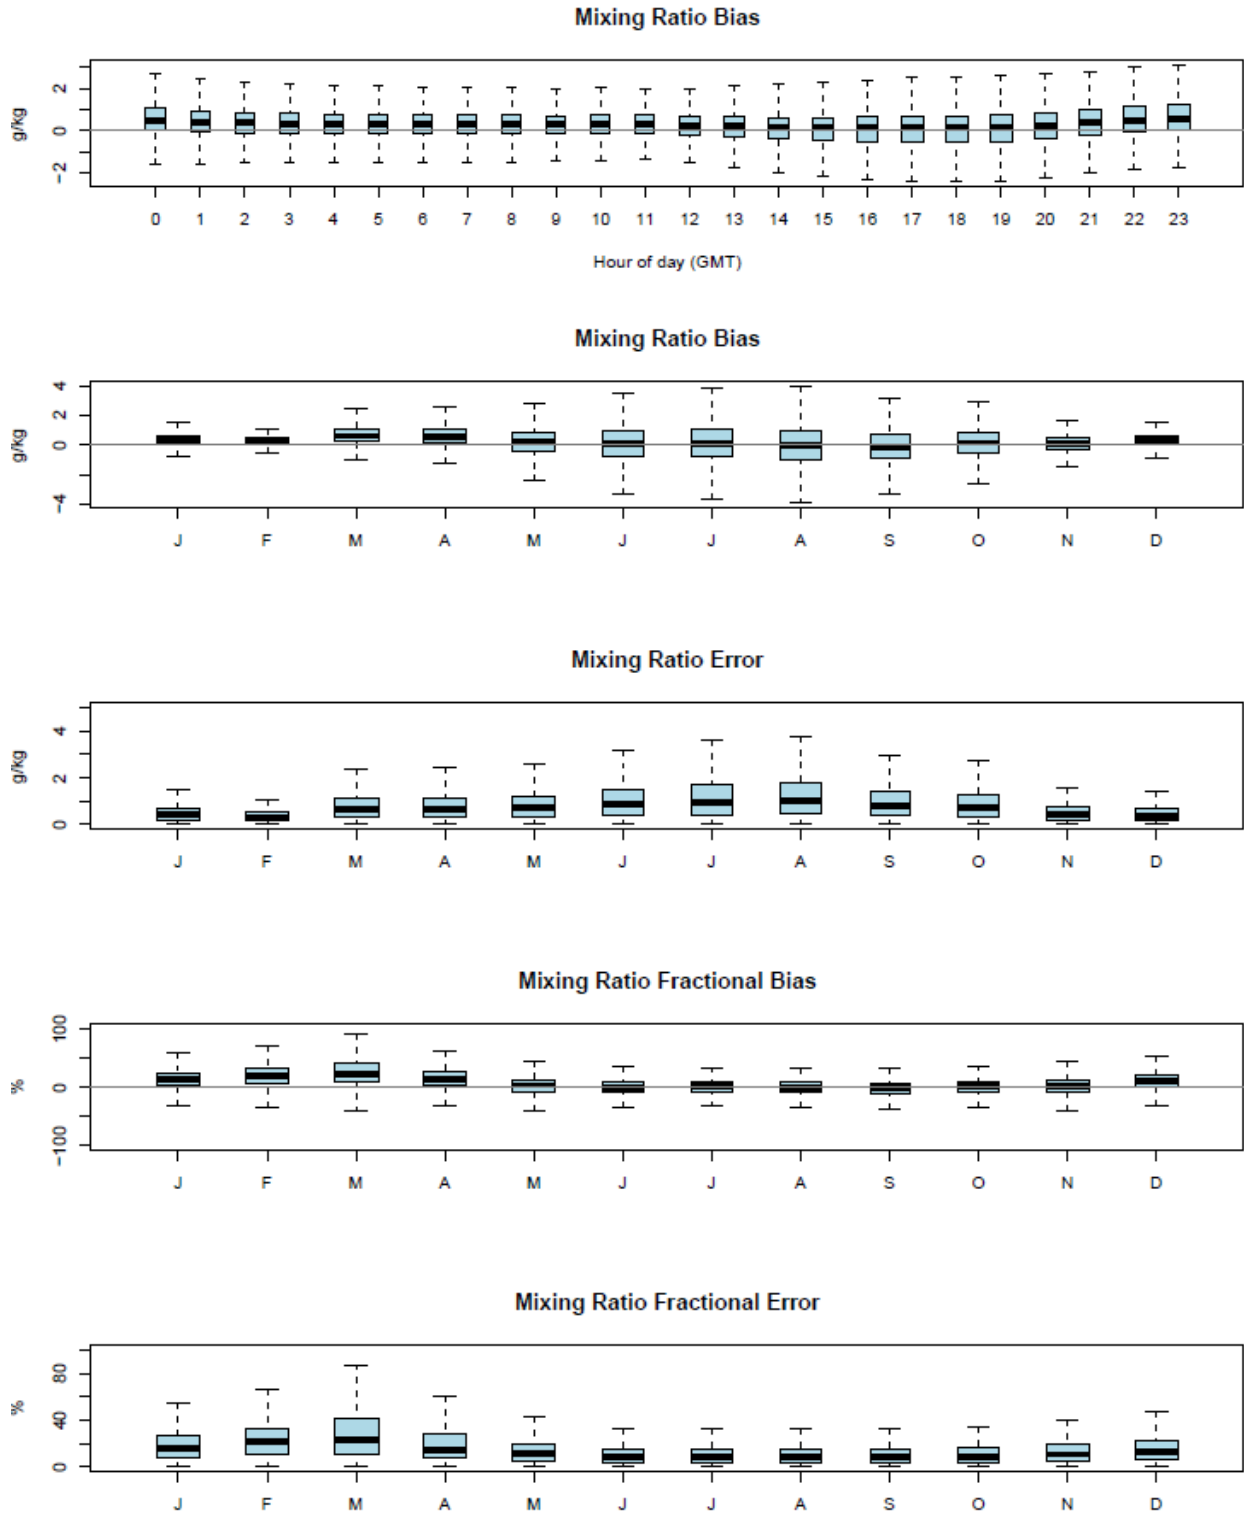 Mixing Ratio Bias
g/kg
2
0
−2
0 1 2 3 4 5 6 7 8 9 10 11 12 13 14 15 16 17 18 19 20 21 22 23
Hour of day (GMT)
Mixing Ratio Bias
g/kg
4
2
0
−4
J F M A M J J A S O N D
Mixing Ratio Error
g/kg
4
2
0
J F M A M J J A S O N D
Mixing Ratio Fractional Bias
%
100
0
−100
J F M A M J J A S O N D
Mixing Ratio Fractional Error
%
80
40
0
J F M A M J J A S O N D